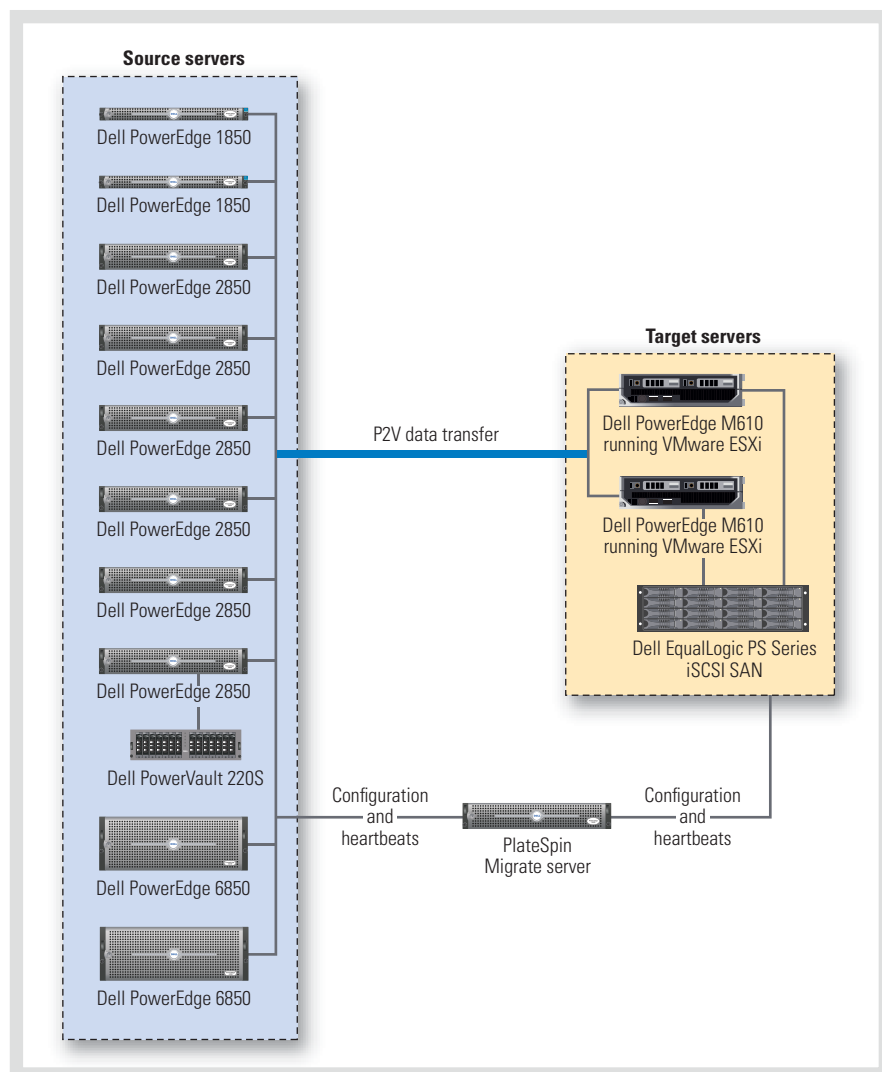 Source servers
Dell PowerEdge 1850
Dell PowerEdge 1850
Dell PowerEdge 2850
Dell PowerEdge 2850
Dell PowerEdge 2850
Dell PowerEdge 2850
Dell PowerEdge 2850
Dell PowerEdge 2850
Dell PowerVault 220S
Dell PowerEdge 6850
Dell PowerEdge 6850
P2V data transfer
Target servers
Dell PowerEdge M610
running VMware ESXi
Dell PowerEdge M610
running VMware ESXi
Dell EqualLogic PS Series
iSCSI SAN
Configuration
and
heartbeats
PlateSpin
Migrate server
Configuration
and
heartbeats